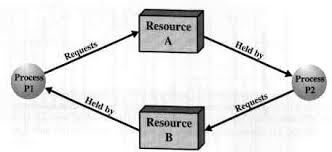 Resource
A
Requests
Held by
Process
P1
Process
P2
Held by
Requests
Resource
B